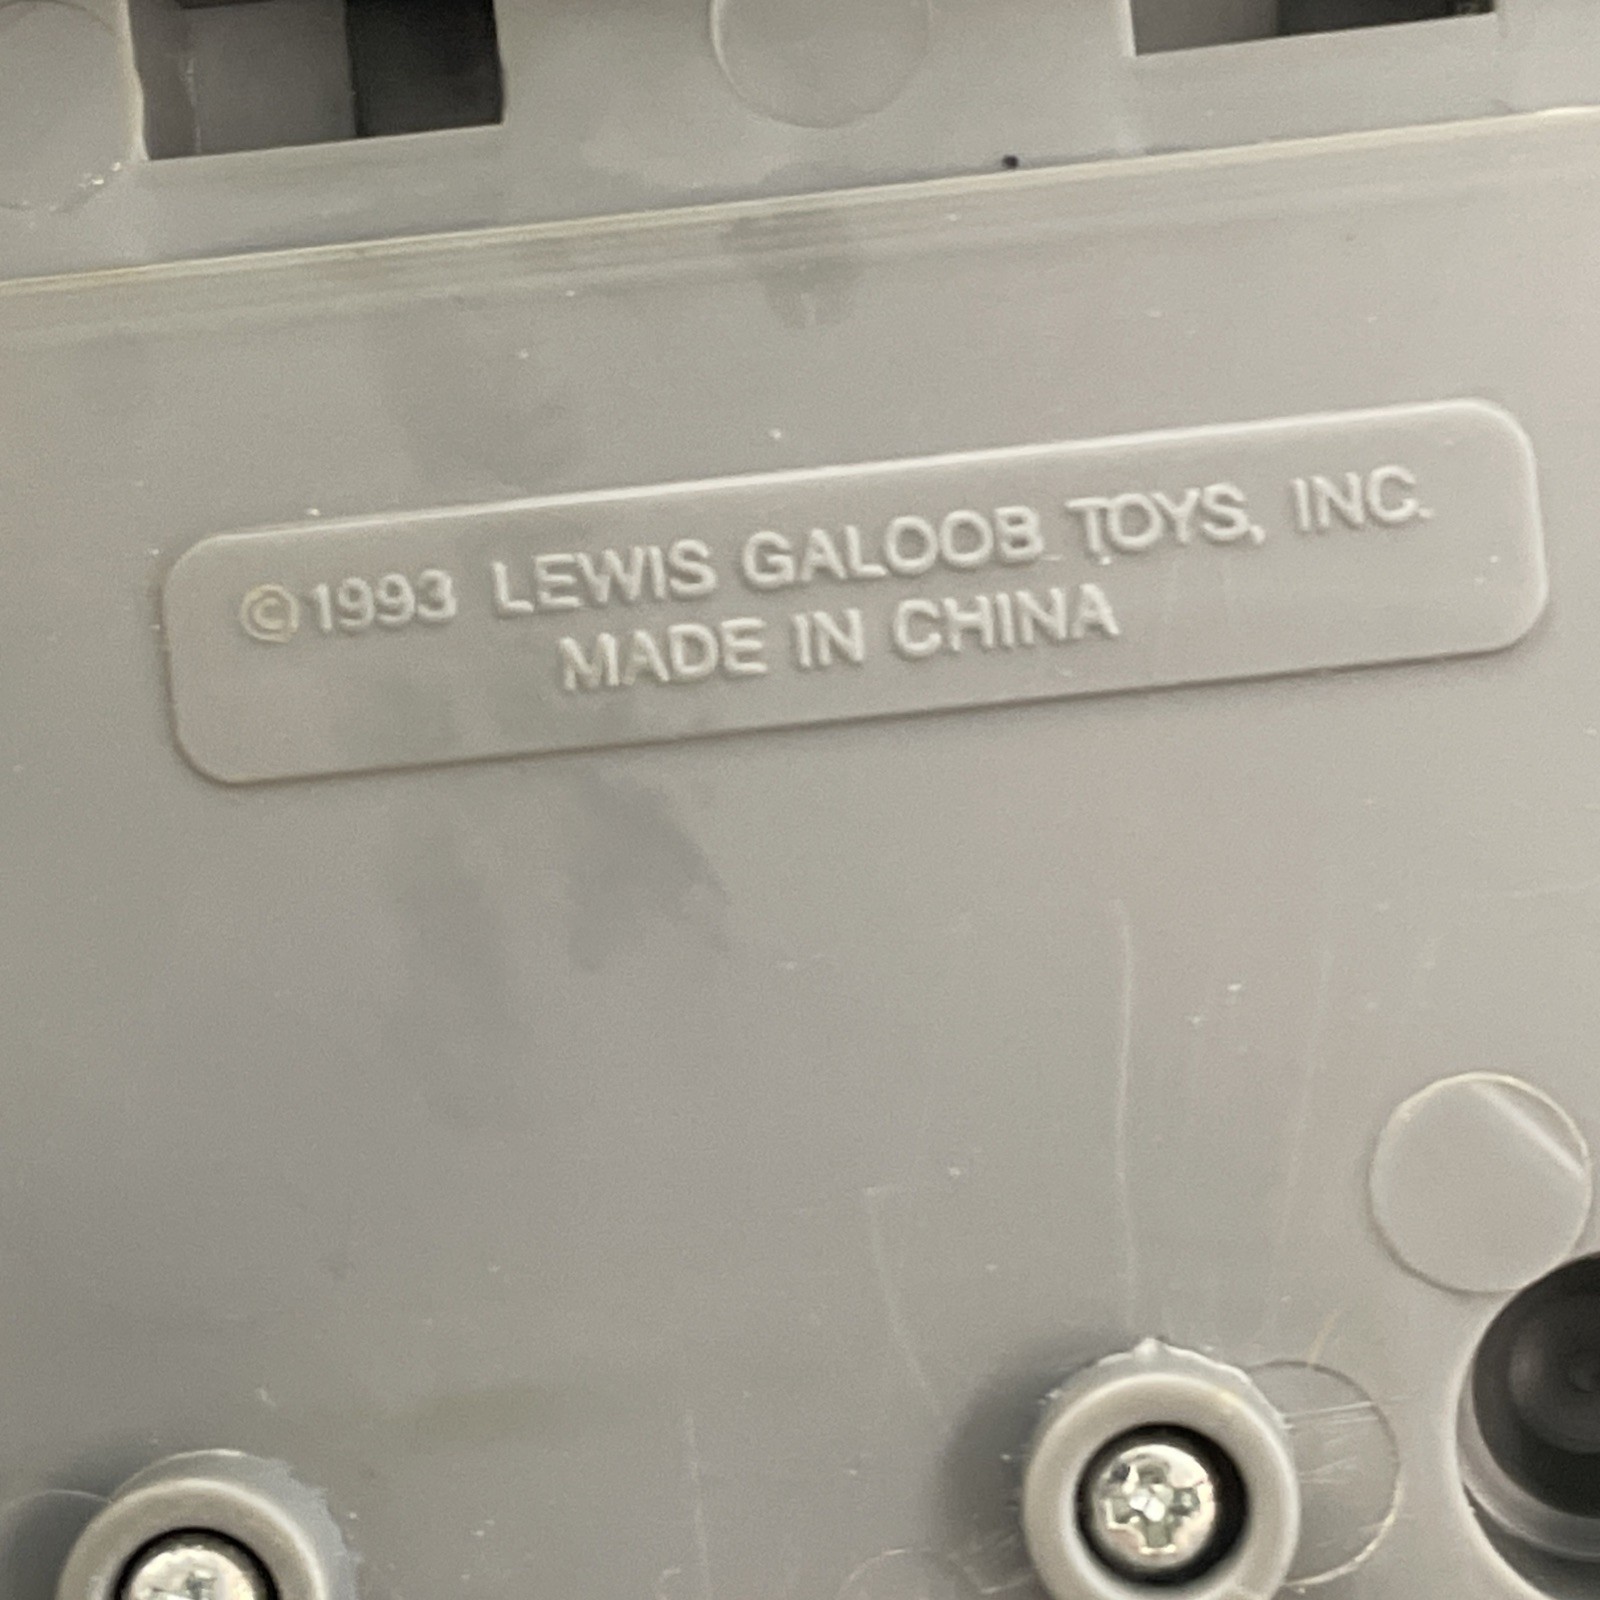 ©1993 LEWIS GALOOB TOYS, INC.
MADE IN CHINA